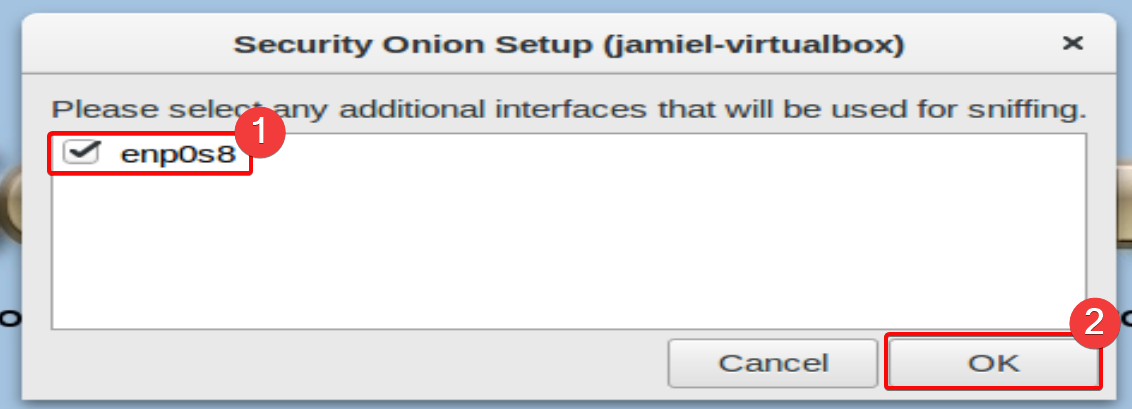 Security Onion Setup (jamiel-virtualbox) ×
Please select any additional interfaces that will be used for sniffing.
1
enp0s8
2
Cancel OK